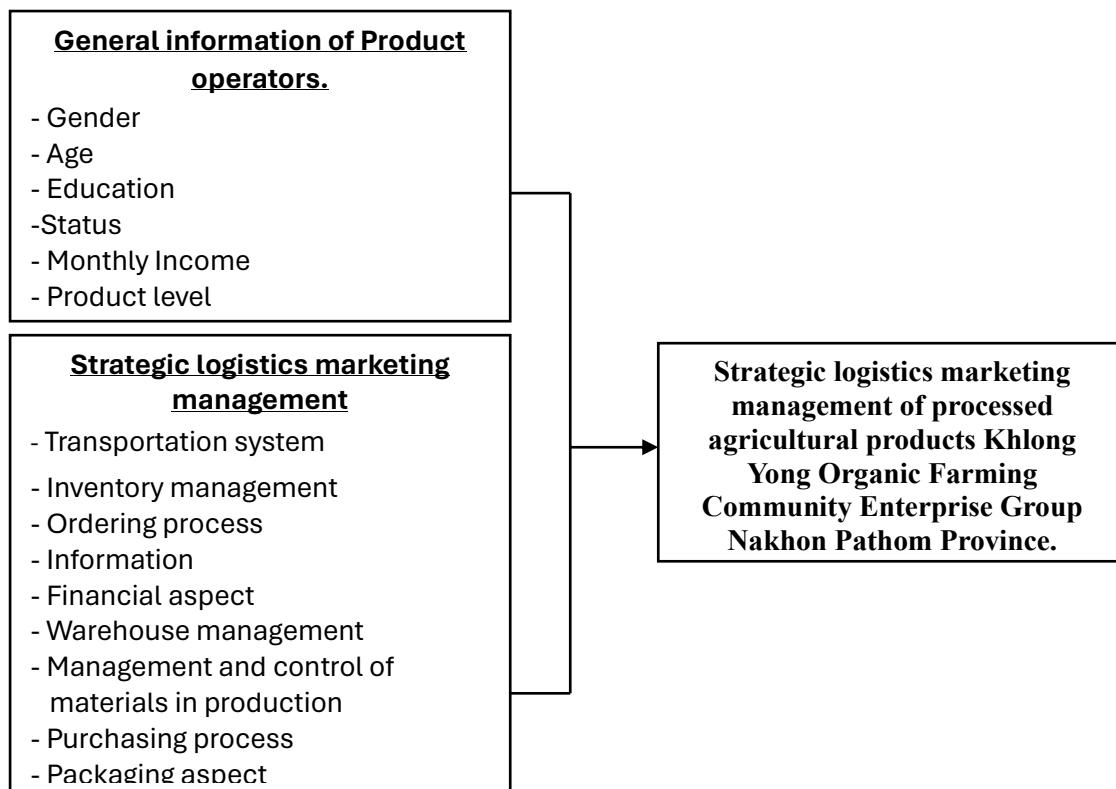 General information of Product
operators.
- Gender
- Age
- Education
-Status
- Monthly Income
- Product level
Strategic logistics marketing
management
- Transportation system
- Inventory management
- Ordering process
- Information
- Financial aspect
- Warehouse management
- Management and control of
materials in production
- Purchasing process
- Packaging aspect
Strategic logistics marketing
management of processed
agricultural products Khlong
Yong Organic Farming
Community Enterprise Group
Nakhon Pathom Province.